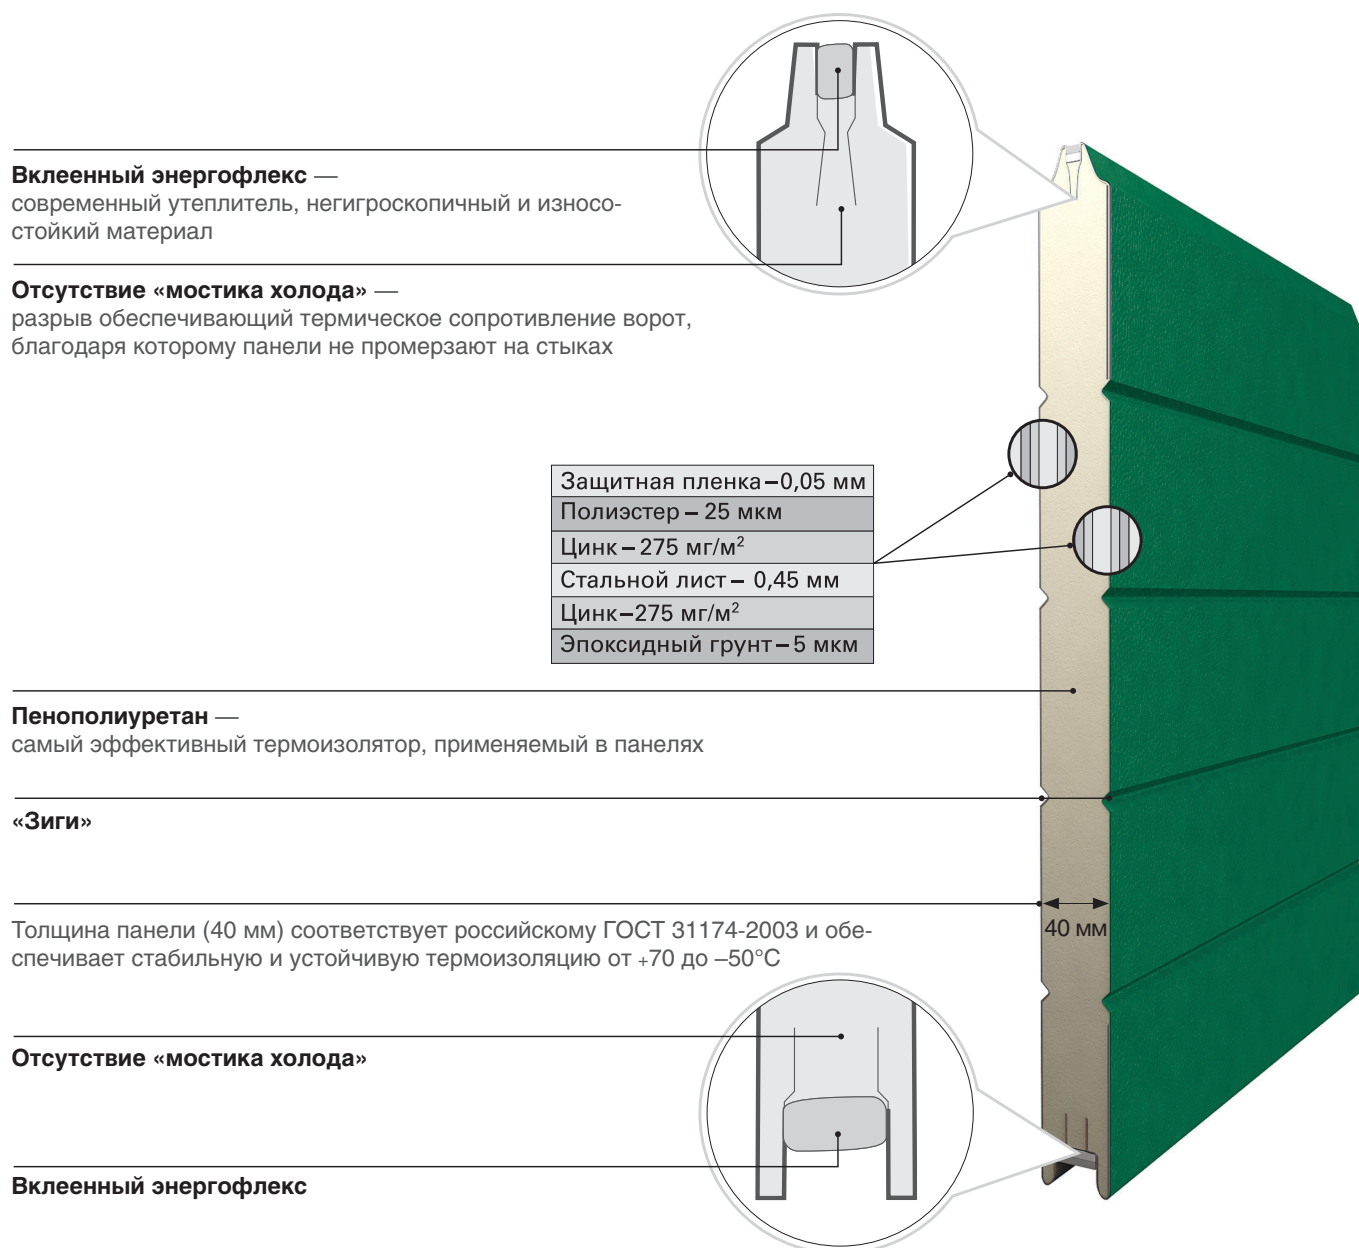 Вклеенный энергофлекс —
современный утеплитель, негигроскопичный и износо-
стойкий материал
Отсутствие «мостика холода» —
разрыв обеспечивающий термическое сопротивление ворот,
благодаря которому панели не промерзают на стыках
Защитная пленка–0,05 мм
Полиэстер – 25 мкм
Цинк – 275 мг/м²
Стальной лист – 0,45 мм
Цинк–275 мг/м²
Эпоксидный грунт–5 мкм
Пенополиуретан —
самый эффективный термоизолятор, применяемый в панелях
«Зиги»
Толщина панели (40 мм) соответствует российскому ГОСТ 31174-2003 и обе-
спечивает стабильную и устойчивую термоизоляцию от +70 до –50°С
40 мм
Отсутствие «мостика холода»
Вклеенный энергофлекс